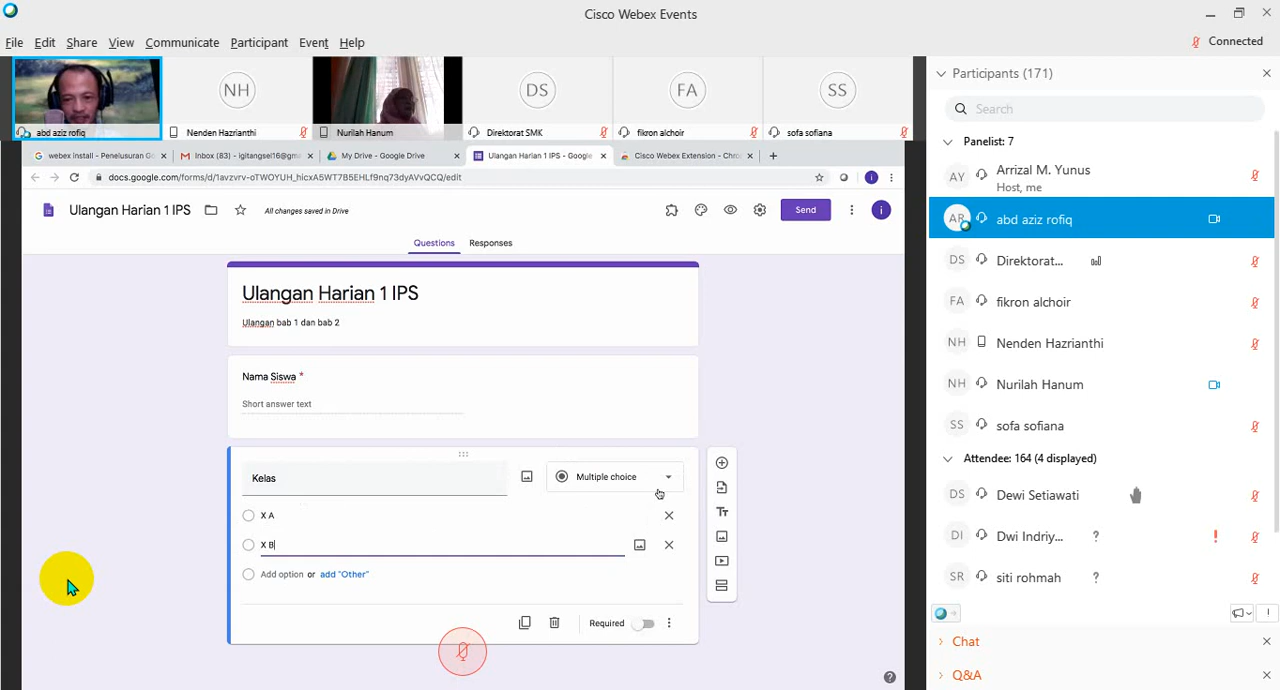 Cisco Webex Events
File Edit Share View Communicate Participant Event Help
Connected
NH DS FA SS
abd aziz rofiq Nenden Hazrianthi Nurilah Hanum Direktorat SMK fikron alchoir sofa sofiana
webex install - Penelusuran G Inbox (83) - igitangsel16@gm My Drive - Google Drive Ulangan Harian 1 IPS - Google Cisco Webex Extension - Chro
docs.google.com/forms/d/1avzvrv-oTWOYUH_hicxA5WT7B5EHLf9nq73dyAVvQCQ/edit
Ulangan Harian 1 IPS All changes saved in Drive Send i
Questions Responses
Ulangan Harian 1 IPS
Ulangan bab 1 dan bab 2
Nama Siswa *
Short answer text
Kelas Multiple choice
X A
X B
Add option or add "Other"
Required
Participants (171)
Search
Panelist: 7
AY Arrizal M. Yunus
Host, me
AR abd aziz rofiq
DS Direktorat...
FA fikron alchoir
NH Nenden Hazrianthi
NH Nurilah Hanum
SS sofa sofiana
Attendee: 164 (4 displayed)
DS Dewi Setiawati
DI Dwi Indriy... ? !
SR siti rohmah ?
Chat
Q&A